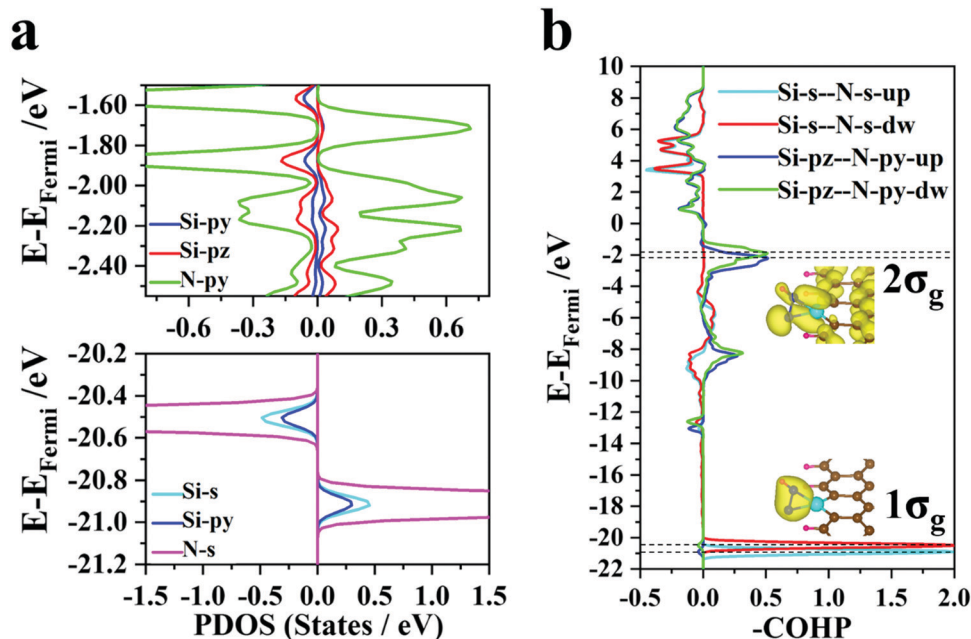 a
E-E_Fermi /eV
-1.60
-1.80
-2.00
-2.20
-2.40
Si-py
Si-pz
N-py
-0.6 0.0 0.6
E-E_Fermi /eV
-20.2
-20.4
-20.6
-20.8
-21.0
-21.2
Si-s
Si-py
N-s
-1.5 -1.0 -0.5 0.0 0.5 1.0 1.5
PDOS (States / eV)
b
E-E_Fermi /eV
10
8
6
4
2
0
-2
-4
-6
-8
-10
-12
-14
-16
-18
-20
-22
Si-s--N-s-up
Si-s--N-s-dw
Si-pz--N-py-up
Si-pz--N-py-dw
2σg
1σg
-0.5 0.0 0.5 1.0 1.5 2.0
-COHP